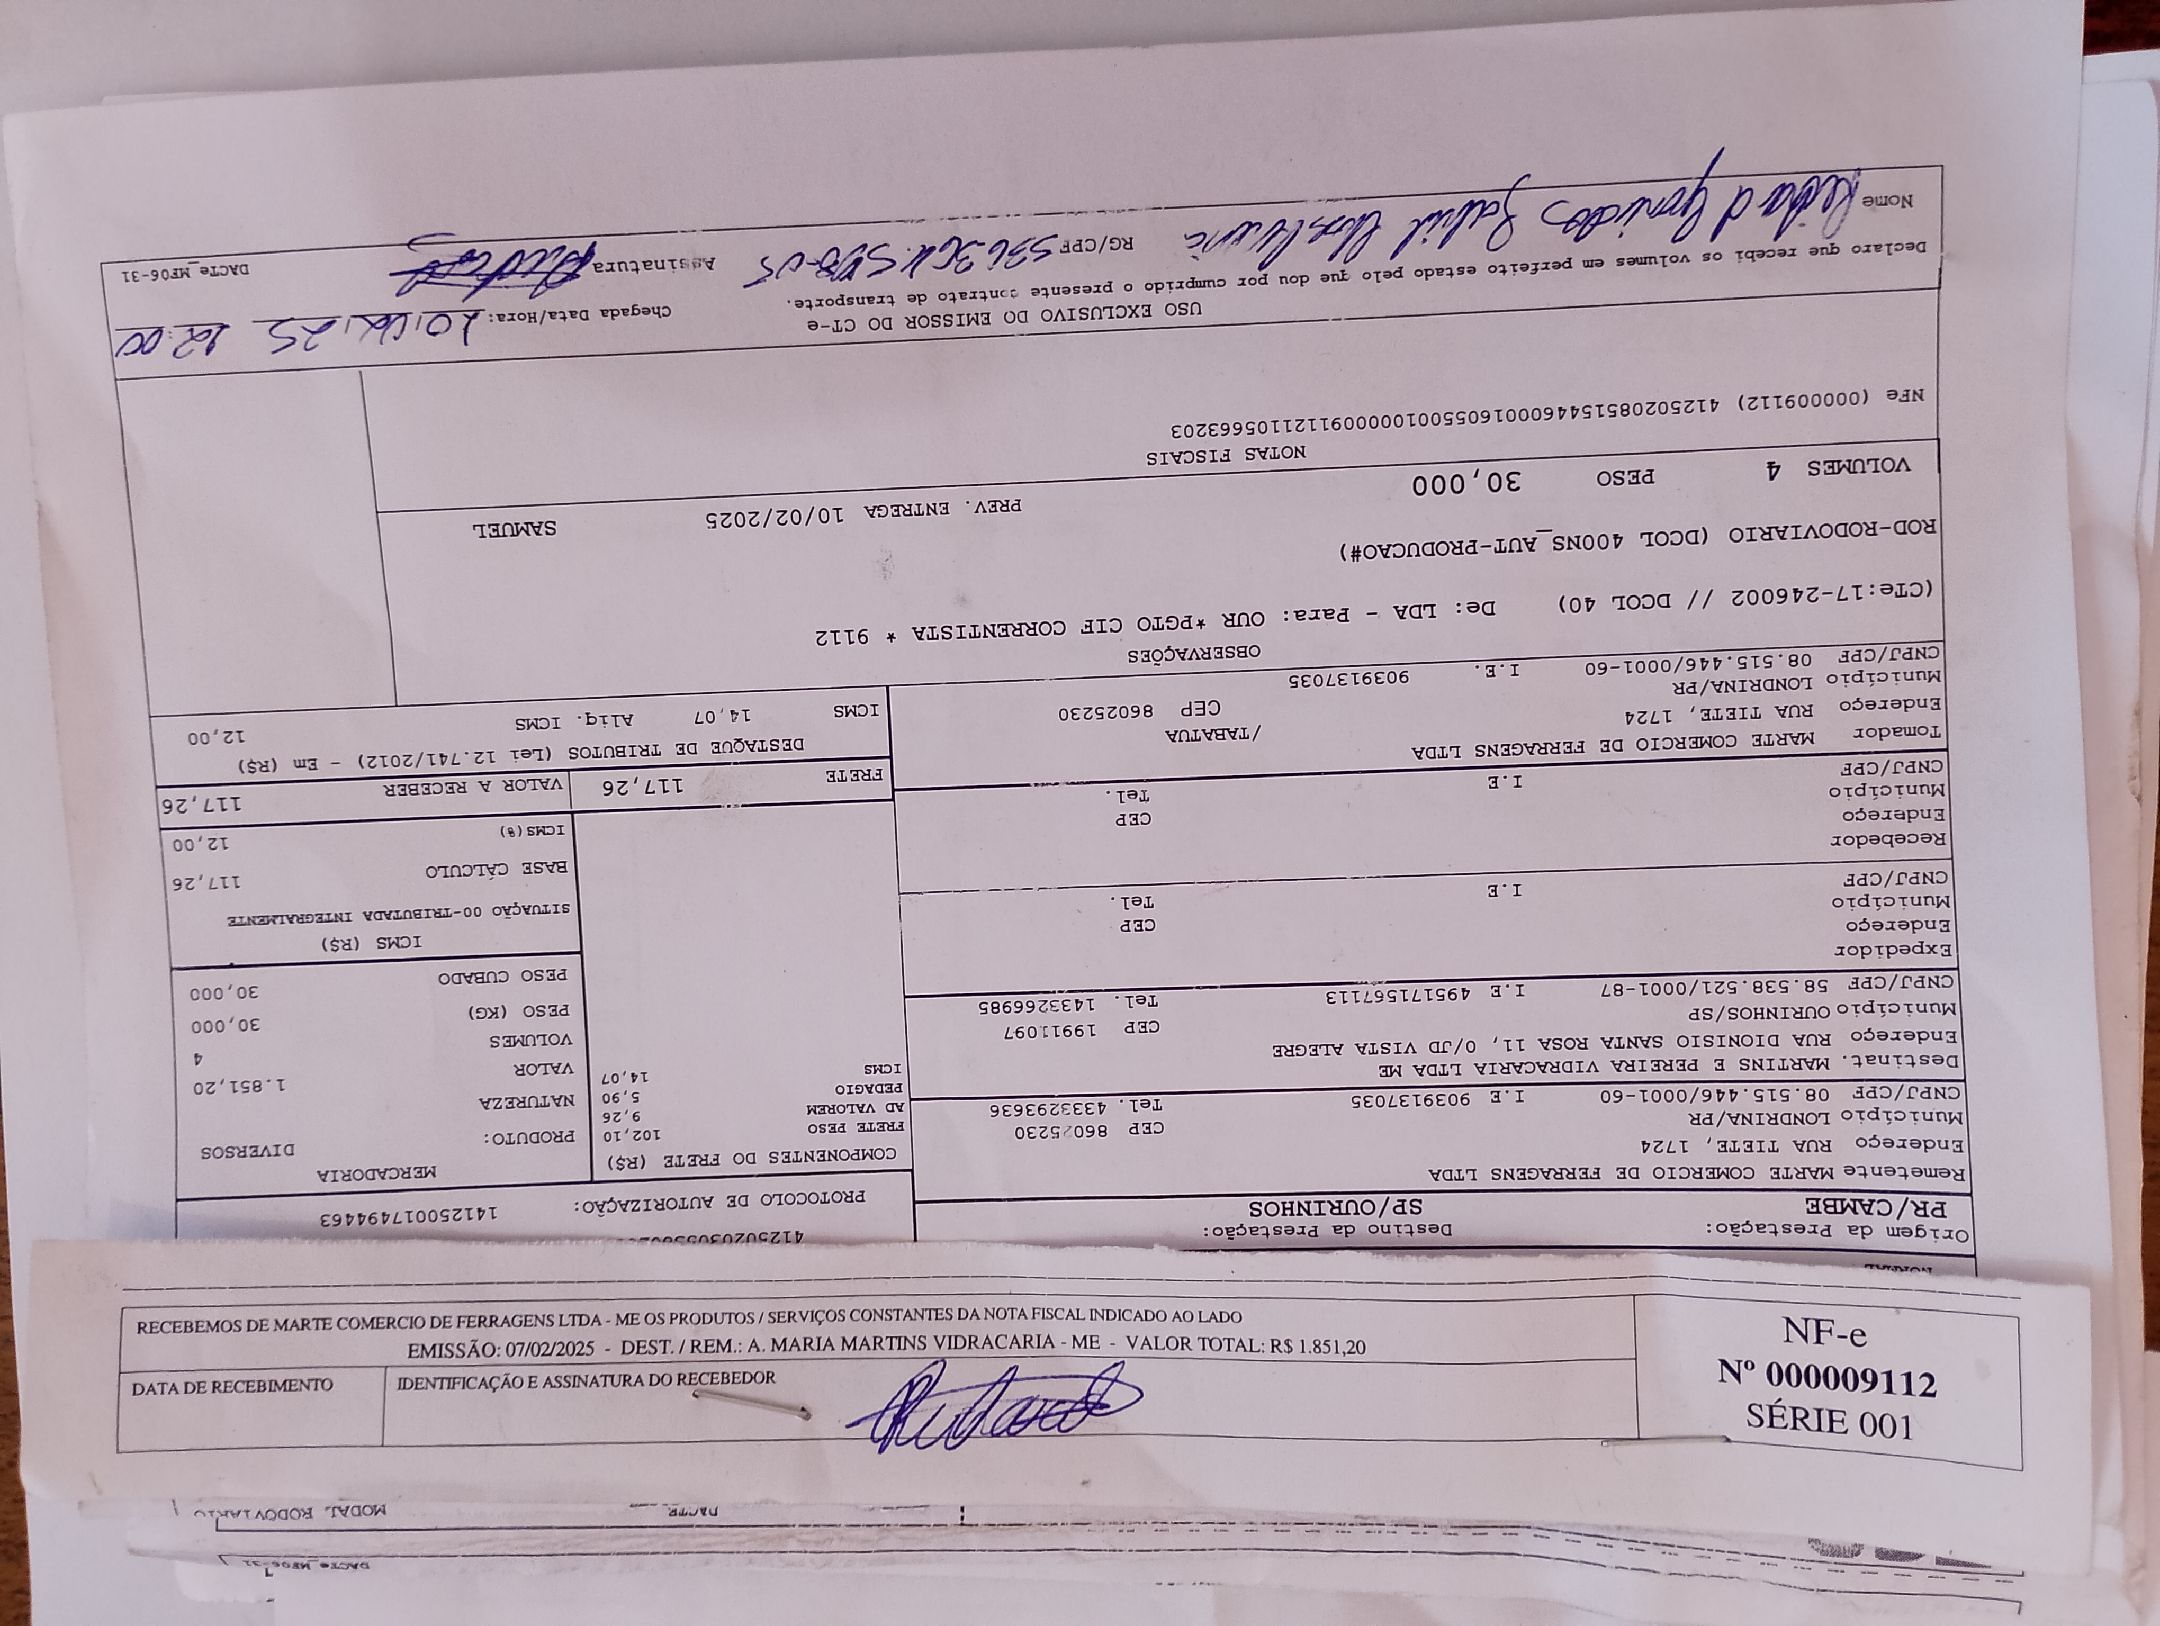 NORMAL
Origem da Prestação: Destino da Prestação:
PR/CAMBE SP/OURINHOS
Remetente MARTE COMERCIO DE FERRAGENS LTDA
Endereço RUA TIETE, 1724 CEP 86025230
Município LONDRINA/PR Tel. 4333293636
CNPJ/CPF 08.515.446/0001-60 I.E 9039137035
Destinat. MARTINS E PEREIRA VIDRACARIA LTDA ME
Endereço RUA DIONISIO SANTA ROSA 11, 0/JD VISTA ALEGRE
Município OURINHOS/SP CEP 19911097
CNPJ/CPF 58.538.521/0001-87 I.E 495171567113 Tel. 1433266985
Expedidor
Endereço CEP
Município Tel.
CNPJ/CPF I.E
Recebedor
Endereço CEP
Município Tel.
CNPJ/CPF I.E
Tomador MARTE COMERCIO DE FERRAGENS LTDA
Endereço RUA TIETE, 1724 /TABATUA
Município LONDRINA/PR CEP 86025230
CNPJ/CPF 08.515.446/0001-60 I.E. 9039137035
PROTOCOLO DE AUTORIZAÇÃO: 141250017494463
COMPONENTES DO FRETE (R$)
FRETE PESO 102,10
AD VALOREM 9,26
PEDAGIO 5,90
ICMS 14,07
MERCADORIA
PRODUTO: DIVERSOS
NATUREZA
VALOR 1.851,20
VOLUMES 4
PESO (KG) 30,000
PESO CUBADO 30,000
ICMS (R$)
SITUAÇÃO 00-TRIBUTADA INTEGRALMENTE
BASE CÁLCULO 117,26
ICMS(%) 12,00
FRETE 117,26 VALOR A RECEBER 117,26
DESTAQUE DE TRIBUTOS (Lei 12.741/2012) - Em (R$)
ICMS 14,07 Aliq. ICMS 12,00
OBSERVAÇÕES
(CTe:17-246002 // DCOL 40) De: LDA - Para: OUR *PGTO CIF CORRENTISTA * 9112
ROD-RODOVIARIO (DCOL 400NS_AUT-PRODUCAO#)
VOLUMES 4 PESO 30,000 PREV. ENTREGA 10/02/2025 SAMUEL
NOTAS FISCAIS
NFe (000009112) 41250208515446000160550010000091121105663203
USO EXCLUSIVO DO EMISSOR DO CT-e
Declaro que recebi os volumes em perfeito estado pelo que dou por cumprido o presente contrato de transporte.
Chegada Data/Hora:
Nome RG/CPF Assinatura
DACTe_MF06-31
RECEBEMOS DE MARTE COMERCIO DE FERRAGENS LTDA - ME OS PRODUTOS / SERVIÇOS CONSTANTES DA NOTA FISCAL INDICADO AO LADO
EMISSÃO: 07/02/2025 - DEST. / REM.: A. MARIA MARTINS VIDRACARIA - ME - VALOR TOTAL: R$ 1.851,20
DATA DE RECEBIMENTO IDENTIFICAÇÃO E ASSINATURA DO RECEBEDOR
NF-e
Nº 000009112
SÉRIE 001
DACTE MODAL RODOVIARIO
DACTe_MF06-31